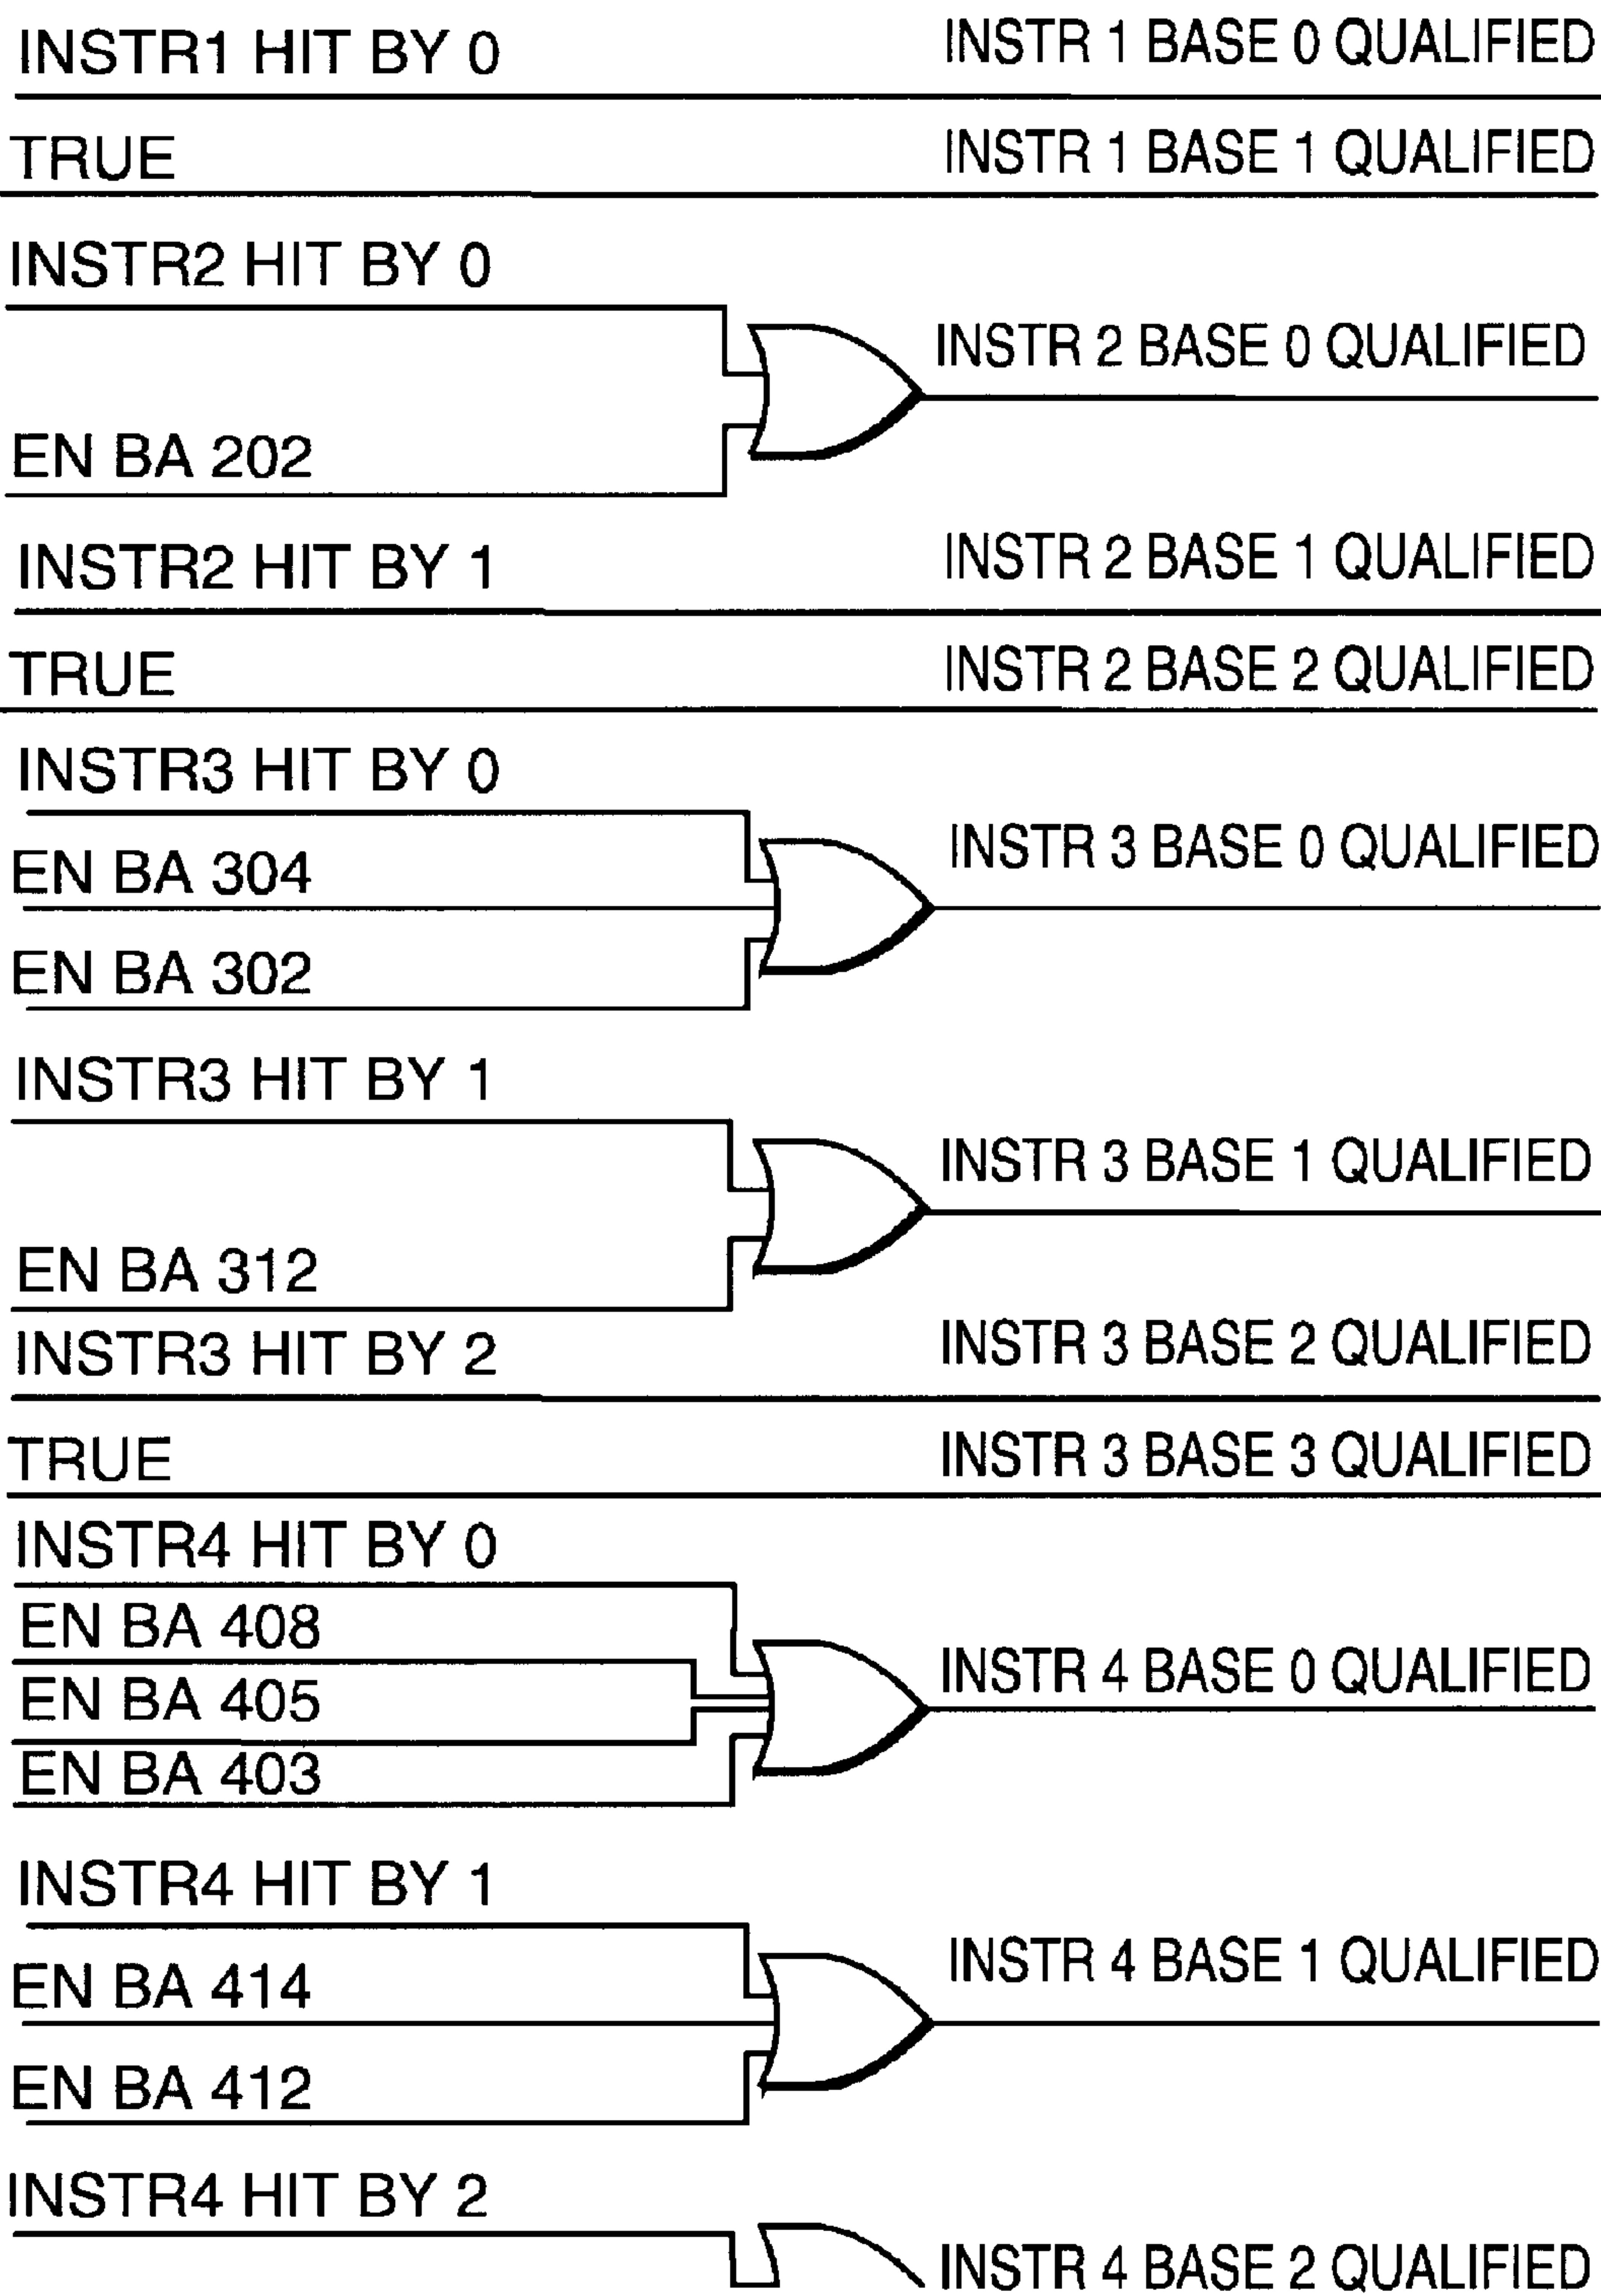 INSTR1 HIT BY 0 INSTR 1 BASE 0 QUALIFIED
TRUE INSTR 1 BASE 1 QUALIFIED
INSTR2 HIT BY 0
INSTR 2 BASE 0 QUALIFIED
EN BA 202
INSTR2 HIT BY 1 INSTR 2 BASE 1 QUALIFIED
TRUE INSTR 2 BASE 2 QUALIFIED
INSTR3 HIT BY 0
INSTR 3 BASE 0 QUALIFIED
EN BA 304
EN BA 302
INSTR3 HIT BY 1
INSTR 3 BASE 1 QUALIFIED
EN BA 312
INSTR3 HIT BY 2 INSTR 3 BASE 2 QUALIFIED
TRUE INSTR 3 BASE 3 QUALIFIED
INSTR4 HIT BY 0
EN BA 408
INSTR 4 BASE 0 QUALIFIED
EN BA 405
EN BA 403
INSTR4 HIT BY 1
INSTR 4 BASE 1 QUALIFIED
EN BA 414
EN BA 412
INSTR4 HIT BY 2
INSTR 4 BASE 2 QUALIFIED